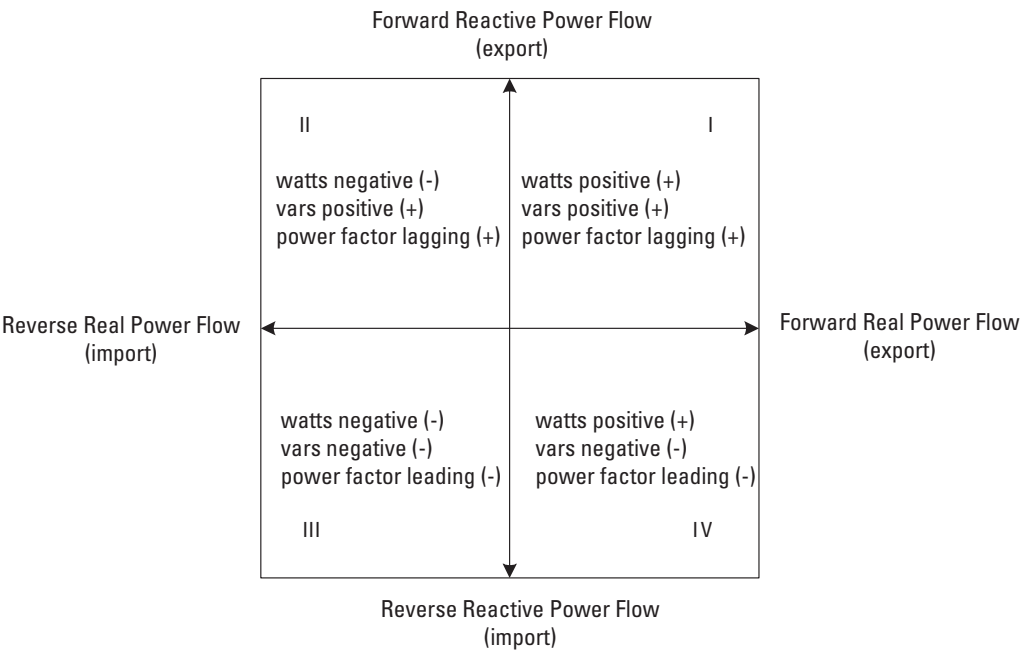 Forward Reactive Power Flow
(export)
II
I
watts negative (-)
vars positive (+)
power factor lagging (+)
watts positive (+)
vars positive (+)
power factor lagging (+)
Reverse Real Power Flow
(import)
Forward Real Power Flow
(export)
watts negative (-)
vars negative (-)
power factor leading (-)
watts positive (+)
vars negative (-)
power factor leading (-)
III
IV
Reverse Reactive Power Flow
(import)